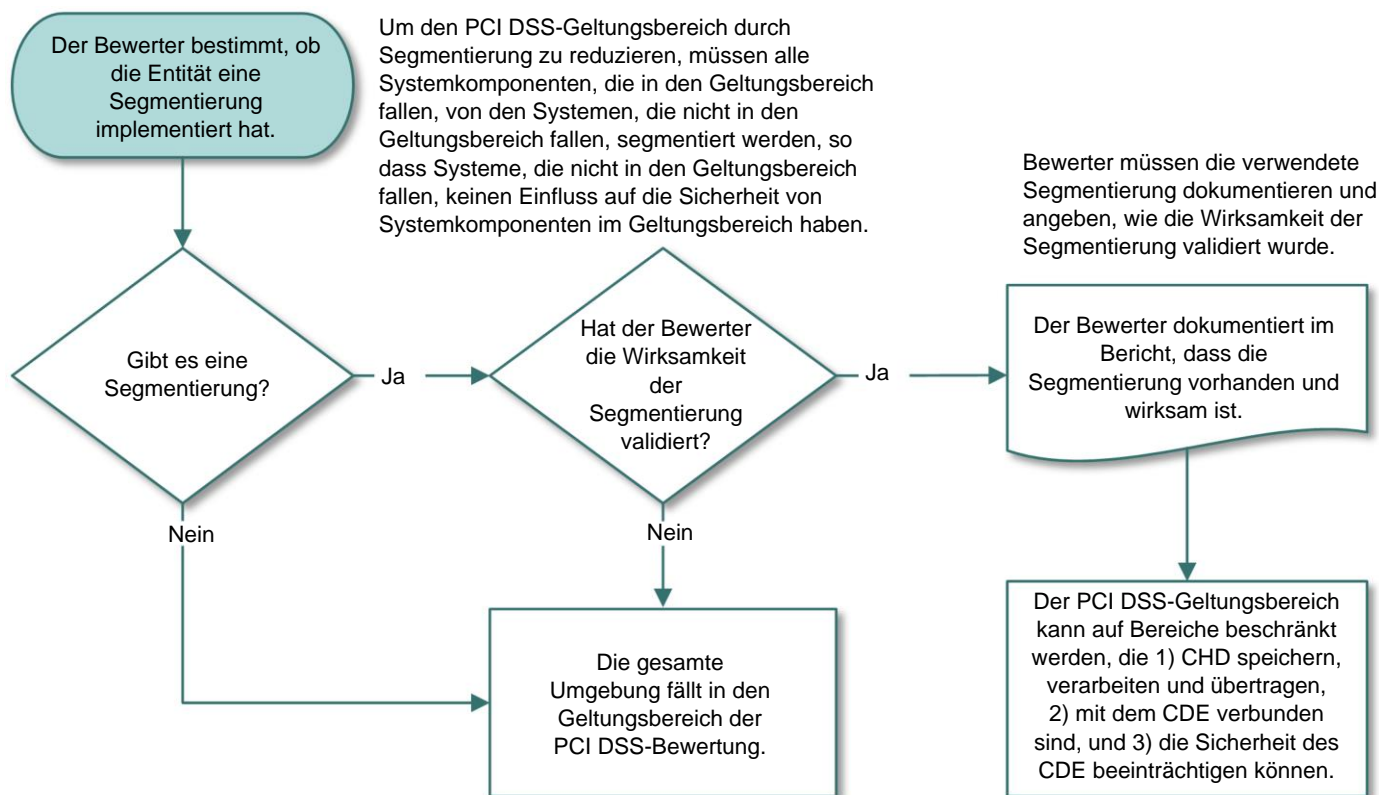 Der Bewerter bestimmt, ob
die Entität eine
Segmentierung
implementiert hat.
Um den PCI DSS-Geltungsbereich durch
Segmentierung zu reduzieren, müssen alle
Systemkomponenten, die in den Geltungsbereich
fallen, von den Systemen, die nicht in den
Geltungsbereich fallen, segmentiert werden, so
dass Systeme, die nicht in den Geltungsbereich
fallen, keinen Einfluss auf die Sicherheit von
Systemkomponenten im Geltungsbereich haben.
Bewerter müssen die verwendete
Segmentierung dokumentieren und
angeben, wie die Wirksamkeit der
Segmentierung validiert wurde.
Gibt es eine
Segmentierung?
Ja
Hat der Bewerter
die Wirksamkeit
der
Segmentierung
validiert?
Ja
Der Bewerter dokumentiert im
Bericht, dass die
Segmentierung vorhanden und
wirksam ist.
Nein
Nein
Die gesamte
Umgebung fällt in den
Geltungsbereich der
PCI DSS-Bewertung.
Der PCI DSS-Geltungsbereich
kann auf Bereiche beschränkt
werden, die 1) CHD speichern,
verarbeiten und übertragen,
2) mit dem CDE verbunden
sind, und 3) die Sicherheit des
CDE beeinträchtigen können.